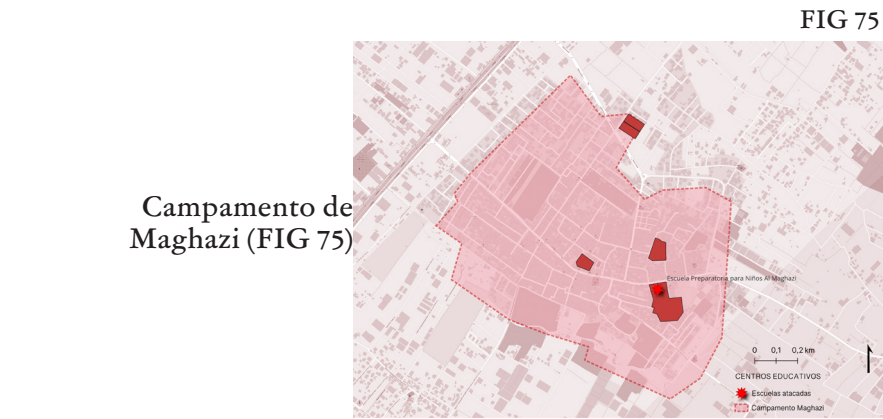 FIG 75
Campamento de
Maghazi (FIG 75)
Escuela Preparatoria para Niños Al Maghazi
0 0,1 0,2 km
CENTROS EDUCATIVOS
Escuelas atacadas
Campamento Maghazi